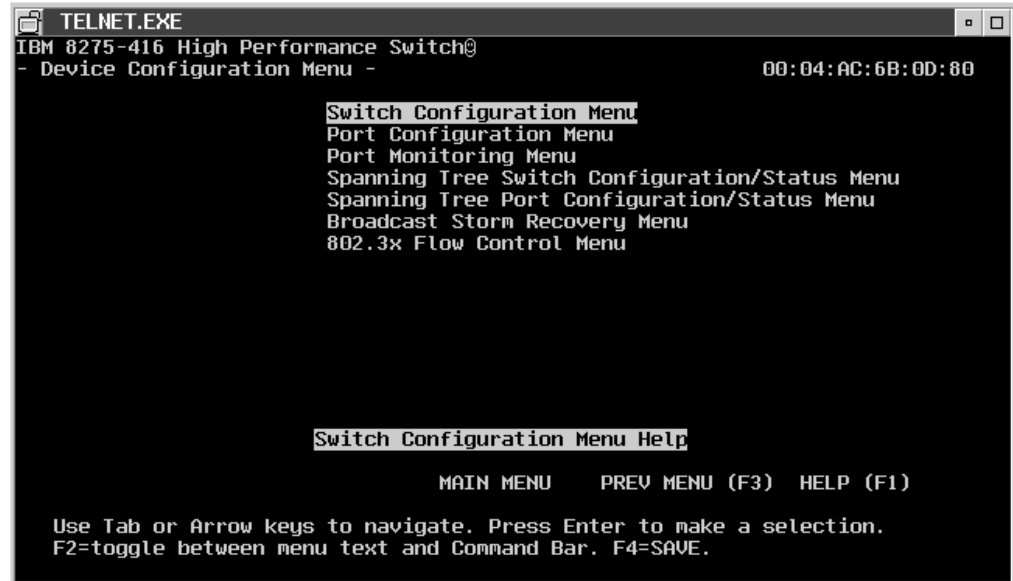 TELNET.EXE
IBM 8275-416 High Performance Switch☺
- Device Configuration Menu - 00:04:AC:6B:0D:80
Switch Configuration Menu
Port Configuration Menu
Port Monitoring Menu
Spanning Tree Switch Configuration/Status Menu
Spanning Tree Port Configuration/Status Menu
Broadcast Storm Recovery Menu
802.3x Flow Control Menu
Switch Configuration Menu Help
MAIN MENU PREV MENU (F3) HELP (F1)
Use Tab or Arrow keys to navigate. Press Enter to make a selection.
F2=toggle between menu text and Command Bar. F4=SAVE.